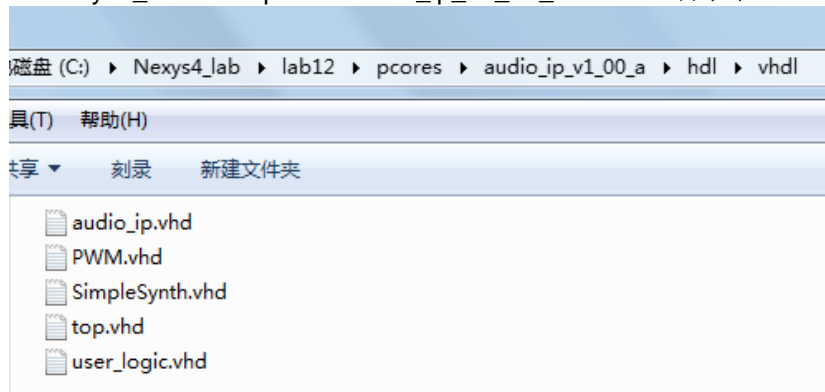 磁盘 (C:) ▸ Nexys4_lab ▸ lab12 ▸ pcores ▸ audio_ip_v1_00_a ▸ hdl ▸ vhdl
具(T) 帮助(H)
共享 ▾ 刻录 新建文件夹
audio_ip.vhd
PWM.vhd
SimpleSynth.vhd
top.vhd
user_logic.vhd